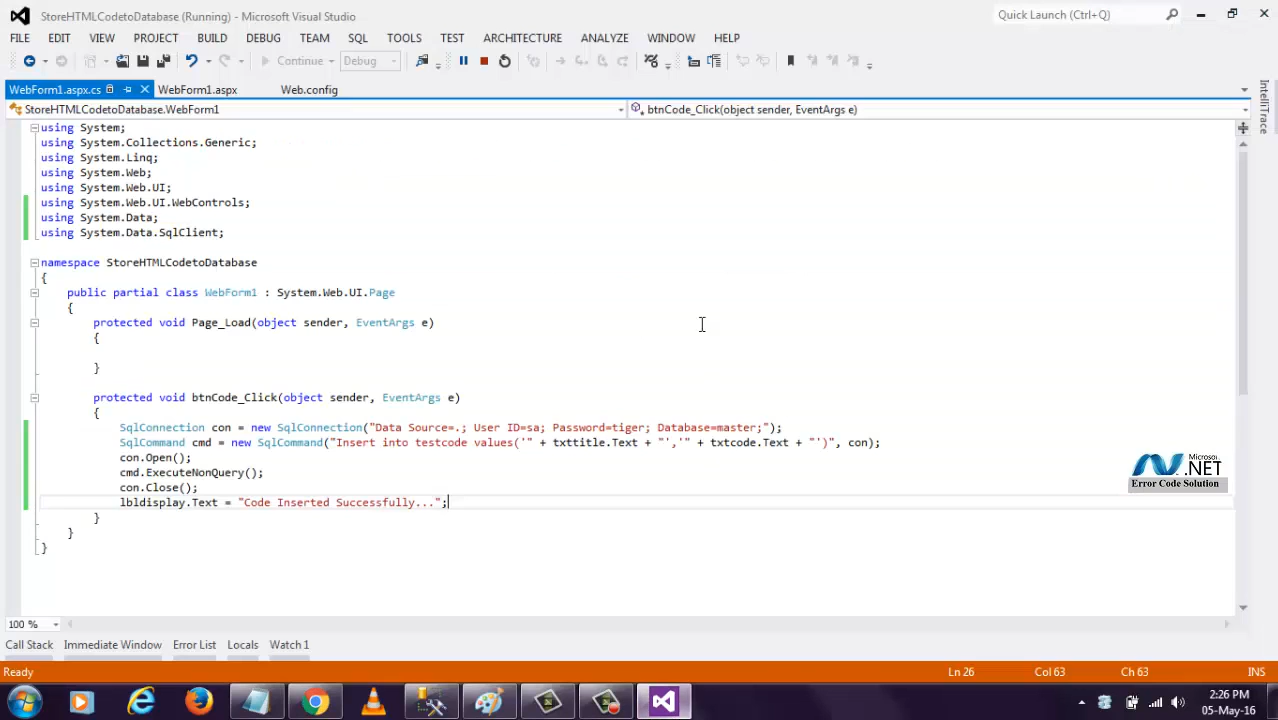 StoreHTMLCodetoDatabase (Running) - Microsoft Visual Studio
Quick Launch (Ctrl+Q)
FILE EDIT VIEW PROJECT BUILD DEBUG TEAM SQL TOOLS TEST ARCHITECTURE ANALYZE WINDOW HELP
Continue Debug
WebForm1.aspx.cs WebForm1.aspx Web.config
StoreHTMLCodetoDatabase.WebForm1 btnCode_Click(object sender, EventArgs e)
IntelliTrace
using System;
using System.Collections.Generic;
using System.Linq;
using System.Web;
using System.Web.UI;
using System.Web.UI.WebControls;
using System.Data;
using System.Data.SqlClient;
namespace StoreHTMLCodetoDatabase
{
public partial class WebForm1 : System.Web.UI.Page
{
protected void Page_Load(object sender, EventArgs e)
{
}
protected void btnCode_Click(object sender, EventArgs e)
{
SqlConnection con = new SqlConnection("Data Source=.; User ID=sa; Password=tiger; Database=master;");
SqlCommand cmd = new SqlCommand("Insert into testcode values('" + txttitle.Text + "','" + txtcode.Text + "')", con);
con.Open();
cmd.ExecuteNonQuery();
con.Close();
lbldisplay.Text = "Code Inserted Successfully...";
}
}
}
Microsoft
.NET
Error Code Solution
100 %
Call Stack Immediate Window Error List Locals Watch 1
Ready Ln 26 Col 63 Ch 63 INS
2:26 PM
05-May-16